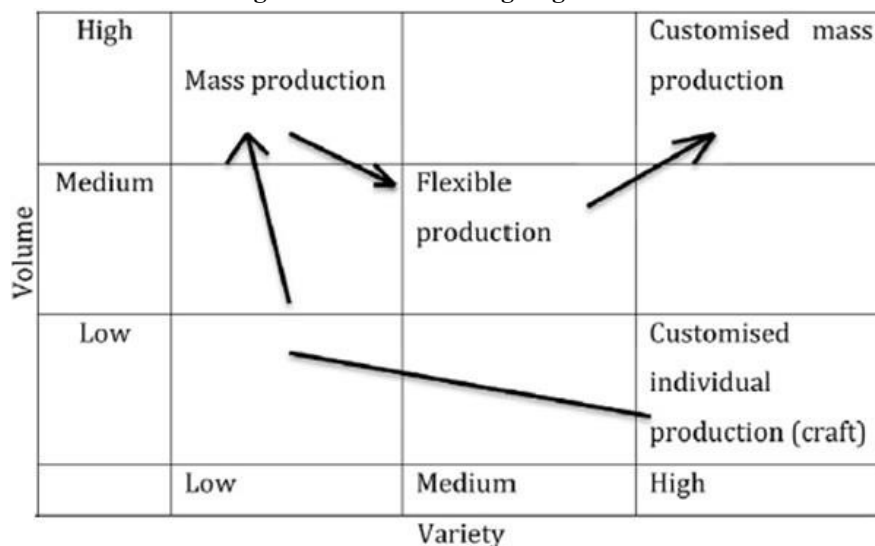 High
Customised mass
production
Mass production
Medium
Flexible
production
Volume
Low
Customised
individual
production (craft)
Low Medium High
Variety